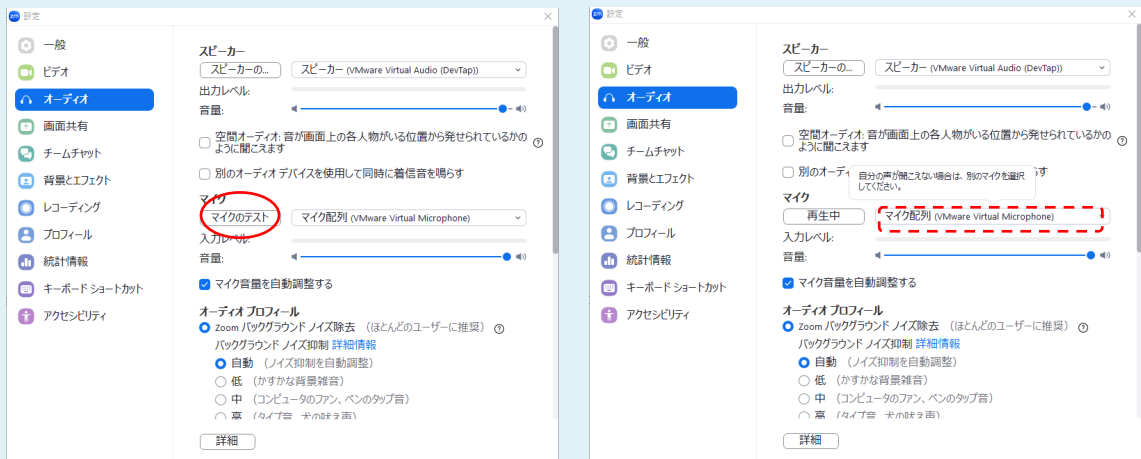 zm 設定
一般
ビデオ
オーディオ
画面共有
チームチャット
背景とエフェクト
レコーディング
プロフィール
統計情報
キーボード ショートカット
アクセシビリティ
スピーカー
スピーカーの... スピーカー (VMware Virtual Audio (DevTap))
出力レベル:
音量:
空間オーディオ: 音が画面上の各人物がいる位置から発せられているかの
ように聞こえます
別のオーディオ デバイスを使用して同時に着信音を鳴らす
マイク
マイクのテスト マイク配列 (VMware Virtual Microphone)
入力レベル:
音量:
マイク音量を自動調整する
オーディオ プロフィール
Zoom バックグラウンド ノイズ除去 (ほとんどのユーザーに推奨)
バックグラウンド ノイズ抑制 詳細情報
自動 (ノイズ抑制を自動調整)
低 (かすかな背景雑音)
中 (コンピュータのファン、ペンのタップ音)
高 (タイプ音、犬の吠え声)
詳細
zm 設定
一般
ビデオ
オーディオ
画面共有
チームチャット
背景とエフェクト
レコーディング
プロフィール
統計情報
キーボード ショートカット
アクセシビリティ
スピーカー
スピーカーの... スピーカー (VMware Virtual Audio (DevTap))
出力レベル:
音量:
空間オーディオ: 音が画面上の各人物がいる位置から発せられているかの
ように聞こえます
別のオーディ
す
自分の声が聞こえない場合は、別のマイクを選択
してください。
マイク
再生中 マイク配列 (VMware Virtual Microphone)
入力レベル:
音量:
マイク音量を自動調整する
オーディオ プロフィール
Zoom バックグラウンド ノイズ除去 (ほとんどのユーザーに推奨)
バックグラウンド ノイズ抑制 詳細情報
自動 (ノイズ抑制を自動調整)
低 (かすかな背景雑音)
中 (コンピュータのファン、ペンのタップ音)
高 (タイプ音、犬の吠え声)
詳細